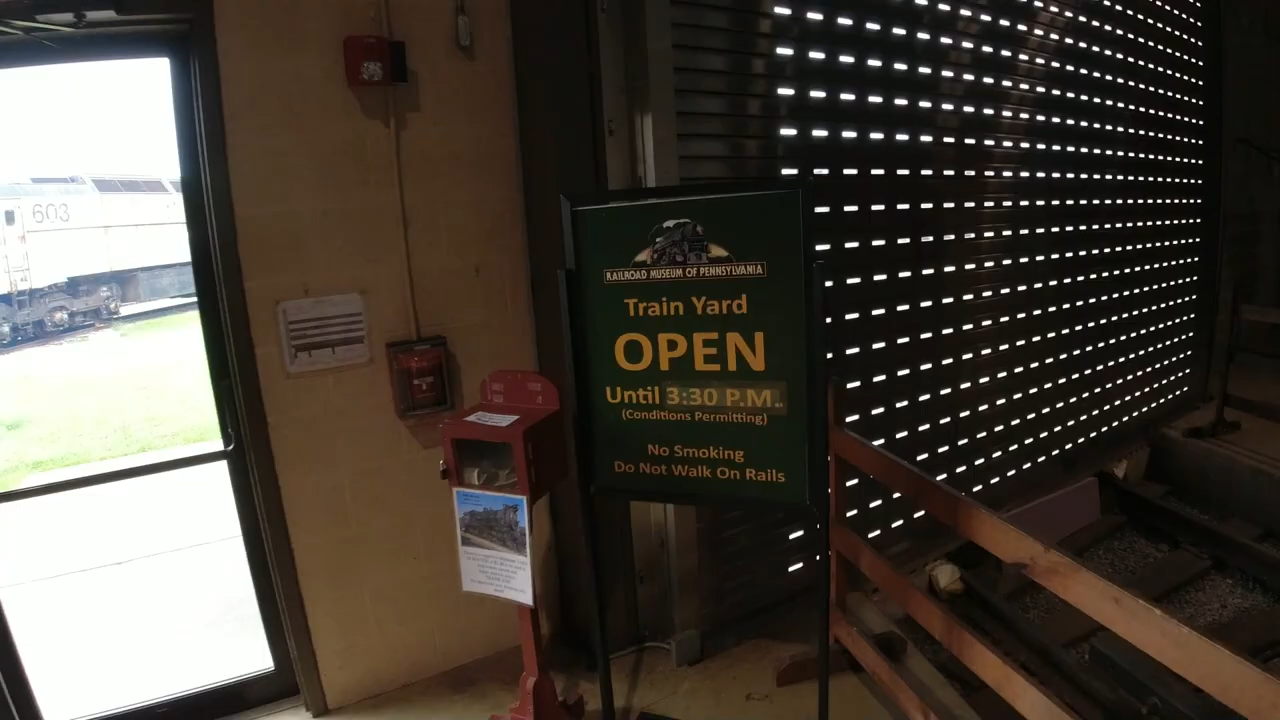 603
RAILROAD MUSEUM OF PENNSYLVANIA
Train Yard
OPEN
Until 3:30 P.M.
(Conditions Permitting)
No Smoking
Do Not Walk On Rails